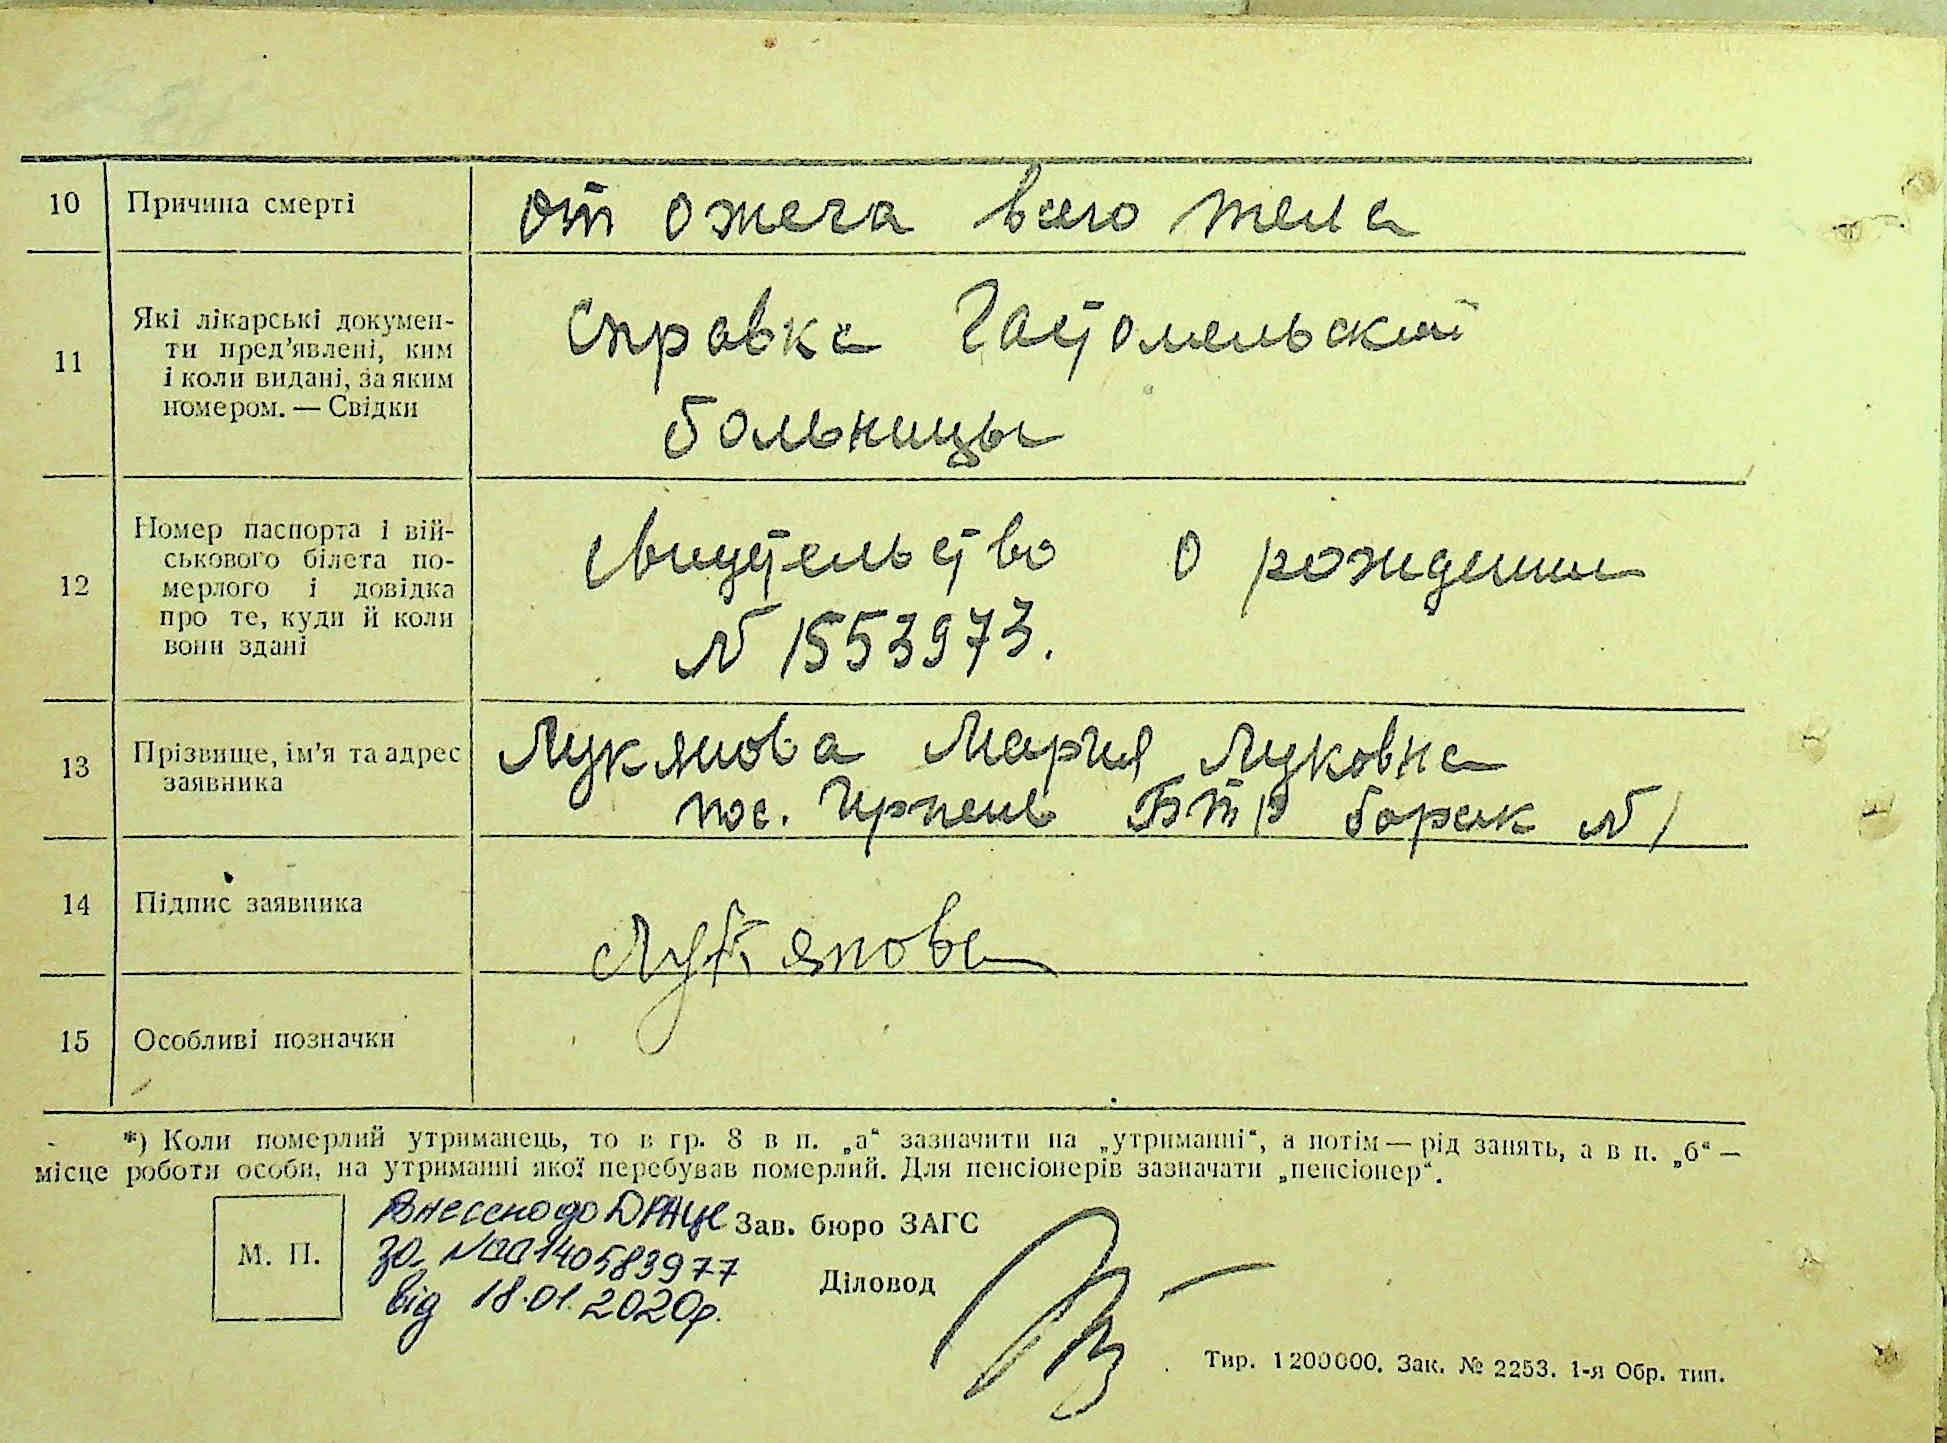 10 Причина смерті от ожега всего тела
11 Які лікарські докумен-
ти пред’явлені, ким
і коли видані, за яким
номером. — Свідки
справка Гостомельской
больницы
12 Номер паспорта і вій-
ськового білета по-
мерлого і довідка
про те, куди й коли
вони здані
свидетельство о рождении
№ 1553973.
13 Прізвище, ім’я та адрес
заявника
Лукянова Мария Луковна
пос. Ирпень БТР барак № 1
14 Підпис заявника Лукянова
15 Особливі позначки
*) Коли померлий утриманець, то в гр. 8 в п. „а“ зазначити на „утриманні“, а потім — рід занять, а в п. „б“ —
місце роботи особи, на утриманні якої перебував померлий. Для пенсіонерів зазначати „пенсіонер“.
М. П.
Внесено до ДРАЦС
за №00140583977
від 18.01.2020р.
Зав. бюро ЗАГС
Діловод
Тир. 1200000. Зак. № 2253. 1-я Обр. тип.